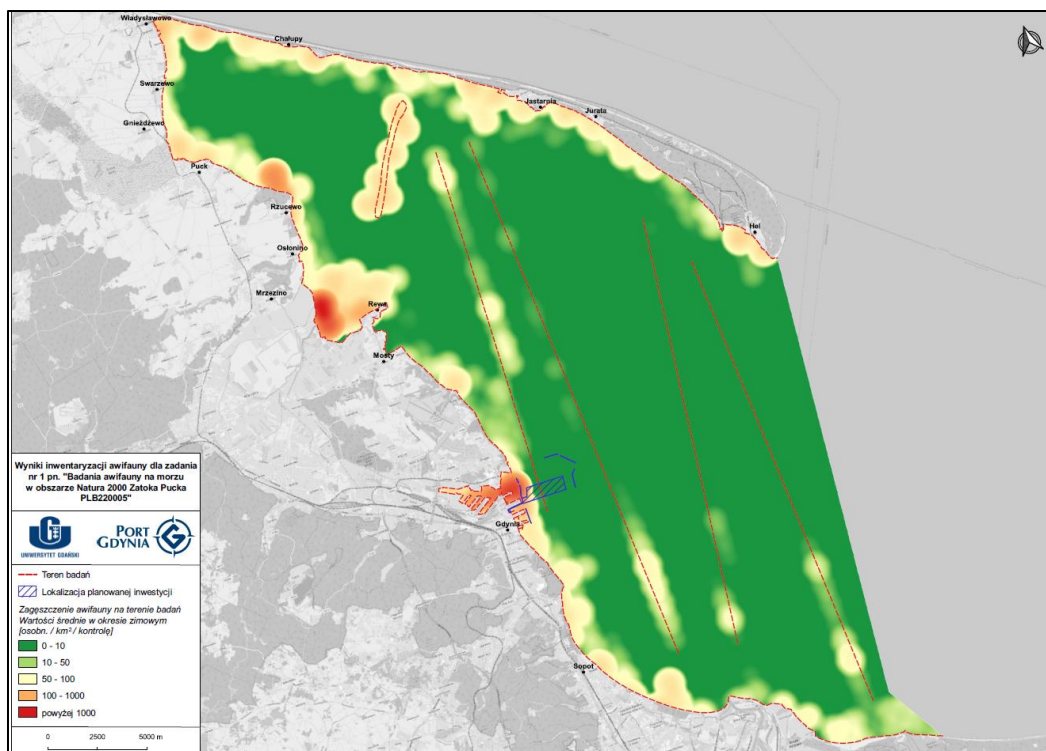 Władysławowo
Chałupy
Swarzewo
Gnieżdżewo
Jastarnia
Jurata
Puck
Rzucewo
Hel
Osłonino
Mrzezino
Rewa
Mosty
Gdynia
Sopot
Wyniki inwentaryzacji awifauny dla zadania
nr 1 pn. "Badania awifauny na morzu
w obszarze Natura 2000 Zatoka Pucka
PLB220005"
UNIWERSYTET GDAŃSKI
PORT
GDYNIA
Teren badań
Lokalizacja planowanej inwestycji
Zagęszczenie awifauny na terenie badań
Wartości średnie w okresie zimowym
[osobn. / km² / kontrolę]
0 - 10
10 - 50
50 - 100
100 - 1000
powyżej 1000
0 2500 5000 m